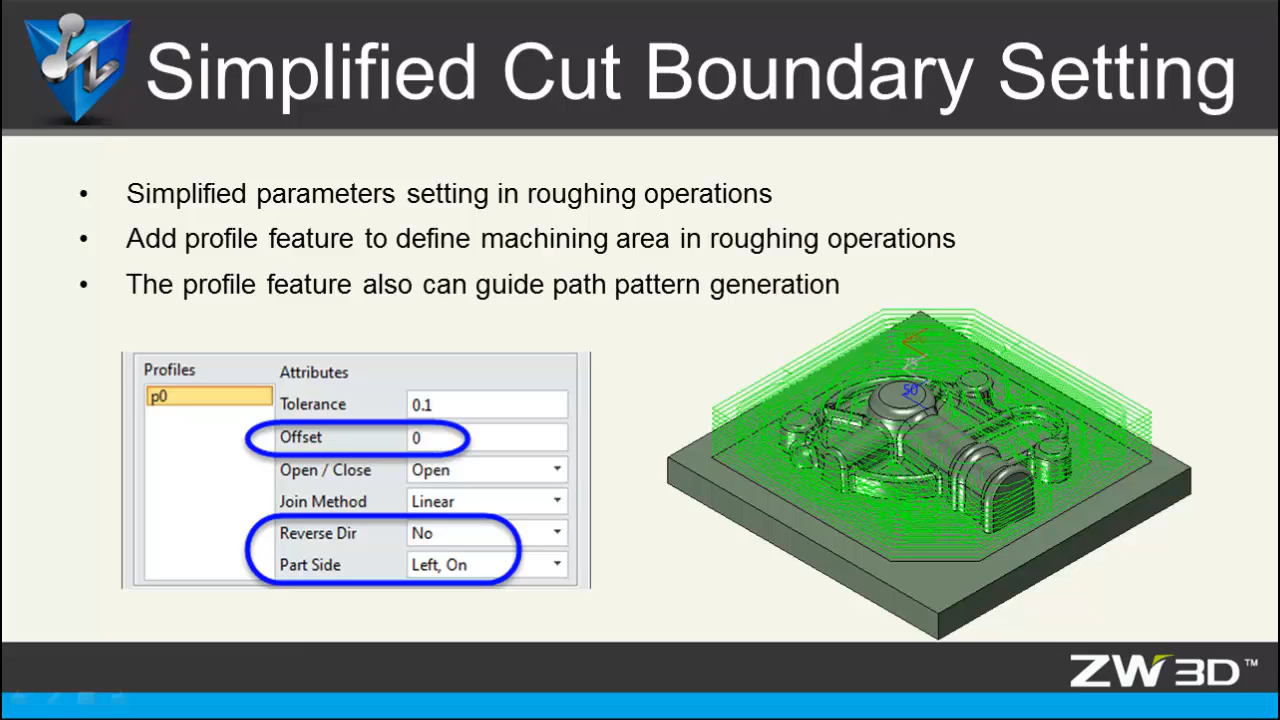 Simplified Cut Boundary Setting
• Simplified parameters setting in roughing operations
• Add profile feature to define machining area in roughing operations
• The profile feature also can guide path pattern generation
Profiles
p0
Attributes
Tolerance 0.1
Offset 0
Open / Close Open
Join Method Linear
Reverse Dir No
Part Side Left, On
50
ZW3D™